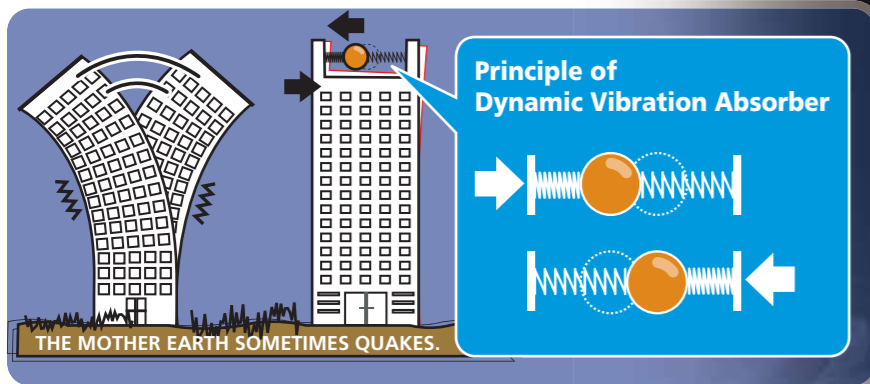 Principle of
Dynamic Vibration Absorber
THE MOTHER EARTH SOMETIMES QUAKES.